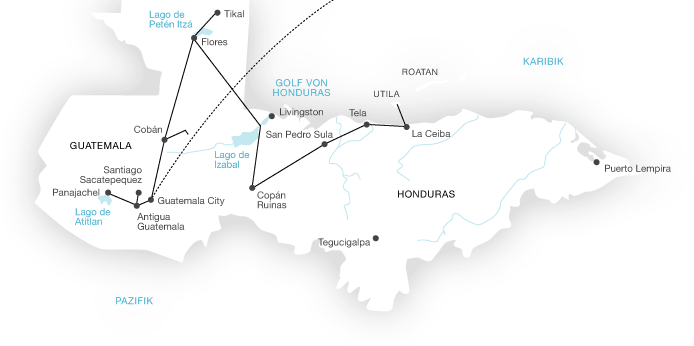 Lago de
Petén Itzá
Tikal
Flores
KARIBIK
ROATAN
GOLF VON
HONDURAS
UTILA
Livingston
Tela
Cobán
San Pedro Sula
La Ceiba
GUATEMALA
Lago de
Izabal
Santiago
Sacatepequez
Puerto Lempira
Panajachel
Guatemala City
Copán
Ruinas
HONDURAS
Lago de
Atitlan
Antigua
Guatemala
Tegucigalpa
PAZIFIK